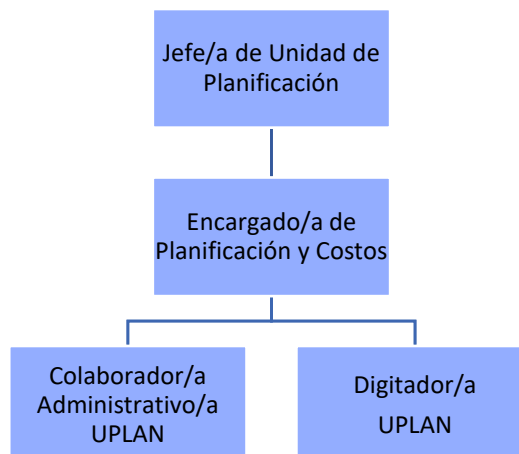 Jefe/a de Unidad de
Planificación
Encargado/a de
Planificación y Costos
Colaborador/a
Administrativo/a
UPLAN
Digitador/a
UPLAN